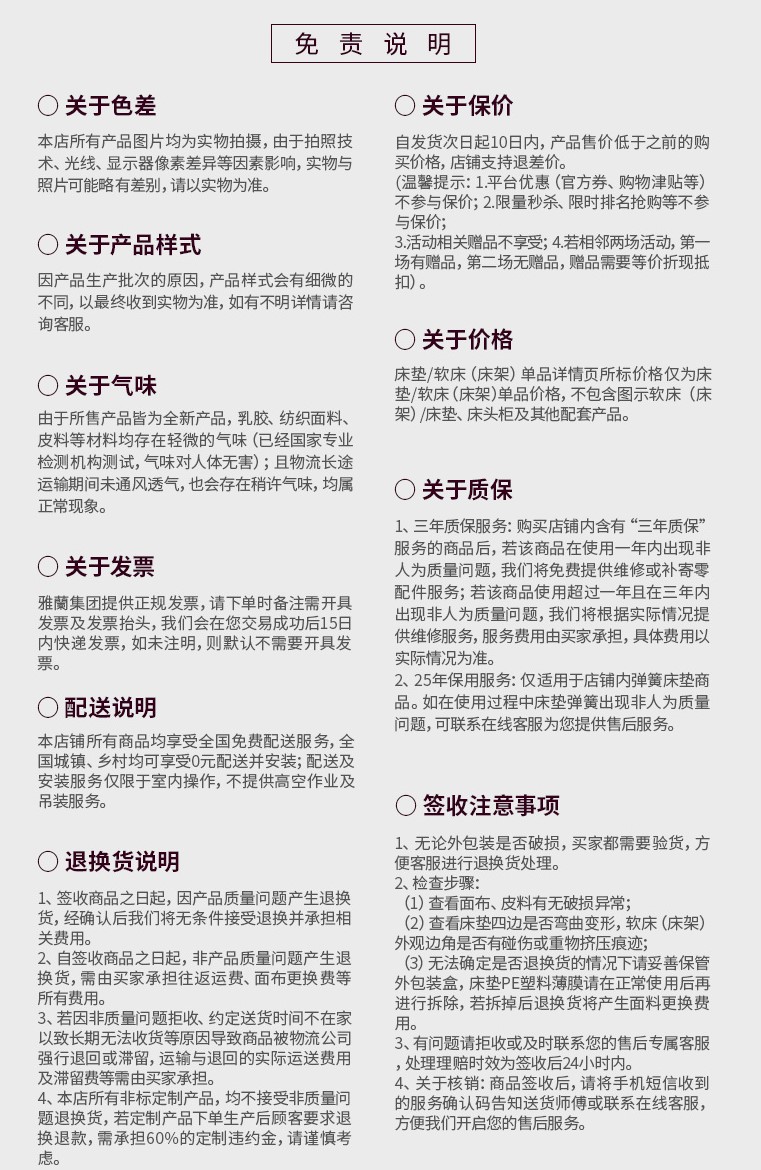 免责说明
关于色差
本店所有产品图片均为实物拍摄，由于拍照技
术、光线、显示器像素差异等因素影响，实物与
照片可能略有差别，请以实物为准。
关于产品样式
因产品生产批次的原因，产品样式会有细微的
不同，以最终收到实物为准，如有不明详情请咨
询客服。
关于气味
由于所售产品皆为全新产品，乳胶、纺织面料、
皮料等材料均存在轻微的气味（已经国家专业
检测机构测试，气味对人体无害）；且物流长途
运输期间未通风透气，也会存在稍许气味，均属
正常现象。
关于发票
雅蘭集团提供正规发票，请下单时备注需开具
发票及发票抬头，我们会在您交易成功后15日
内快递发票，如未注明，则默认不需要开具发
票。
配送说明
本店铺所有商品均享受全国免费配送服务，全
国城镇、乡村均可享受0元配送并安装；配送及
安装服务仅限于室内操作，不提供高空作业及
吊装服务。
退换货说明
1、签收商品之日起，因产品质量问题产生退换
货，经确认后我们将无条件接受退换并承担相
关费用。
2、自签收商品之日起，非产品质量问题产生退
换货，需由买家承担往返运费、面布更换费等
所有费用。
3、若因非质量问题拒收、约定送货时间不在家
以致长期无法收货等原因导致商品被物流公司
强行退回或滞留，运输与退回的实际运送费用
及滞留费等需由买家承担。
4、本店所有非标定制产品，均不接受非质量问
题退换货，若定制产品下单生产后顾客要求退
换退款，需承担60%的定制违约金，请谨慎考
虑。
关于保价
自发货次日起10日内，产品售价低于之前的购
买价格，店铺支持退差价。
（温馨提示：1.平台优惠（官方券、购物津贴等）
不参与保价；2.限量秒杀、限时排名抢购等不参
与保价；
3.活动相关赠品不享受；4.若相邻两场活动，第一
场有赠品，第二场无赠品，赠品需要等价折现抵
扣）。
关于价格
床垫/软床（床架）单品详情页所标价格仅为床
垫/软床（床架）单品价格，不包含图示软床（床
架）/床垫、床头柜及其他配套产品。
关于质保
1、三年质保服务：购买店铺内含有“三年质保”
服务的商品后，若该商品在使用一年内出现非
人为质量问题，我们将免费提供维修或补寄零
配件服务；若该商品使用超过一年且在三年内
出现非人为质量问题，我们将根据实际情况提
供维修服务，服务费用由买家承担，具体费用以
实际情况为准。
2、25年保用服务：仅适用于店铺内弹簧床垫商
品。如在使用过程中床垫弹簧出现非人为质量
问题，可联系在线客服为您提供售后服务。
签收注意事项
1、无论外包装是否破损，买家都需要验货，方
便客服进行退换货处理。
2、检查步骤：
（1）查看面布、皮料有无破损异常；
（2）查看床垫四边是否弯曲变形，软床（床架）
外观边角是否有碰伤或重物挤压痕迹；
（3）无法确定是否退换货的情况下请妥善保管
外包装盒，床垫PE塑料薄膜请在正常使用后再
进行拆除，若拆掉后退换货将产生面料更换费
用。
3、有问题请拒收或及时联系您的售后专属客服
，处理理赔时效为签收后24小时内。
4、关于核销：商品签收后，请将手机短信收到
的服务确认码告知送货师傅或联系在线客服，
方便我们开启您的售后服务。